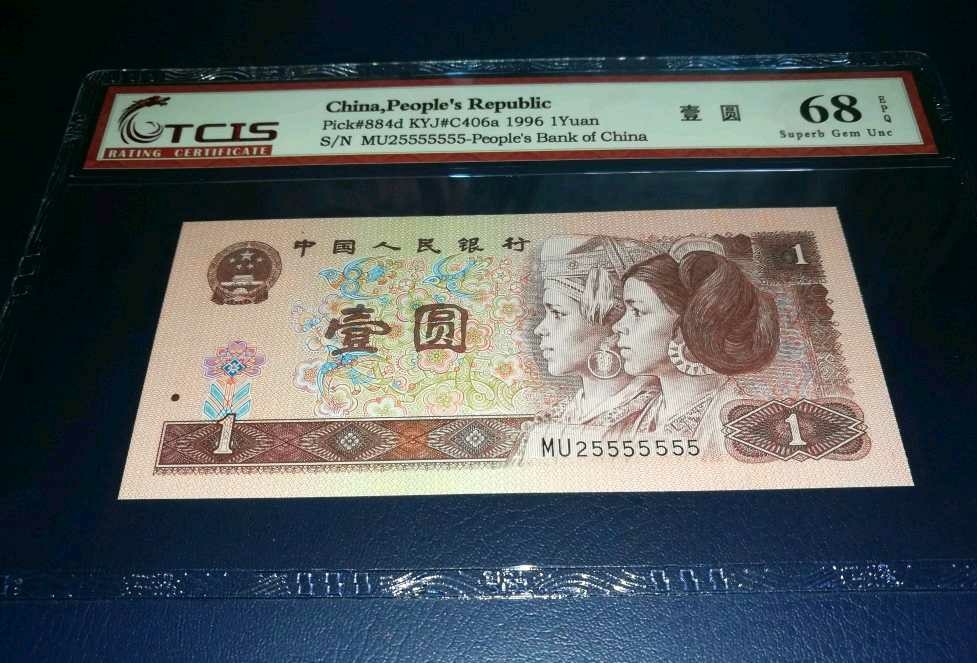 China,People's Republic
Pick#884d KYJ#C406a 1996 1Yuan
S/N MU25555555-People's Bank of China
TCIS
RATING CERTIFICATE
壹 圆
68
EPQ
Superb Gem Unc
中国人民银行
1
壹 圆
1
MU25555555
1